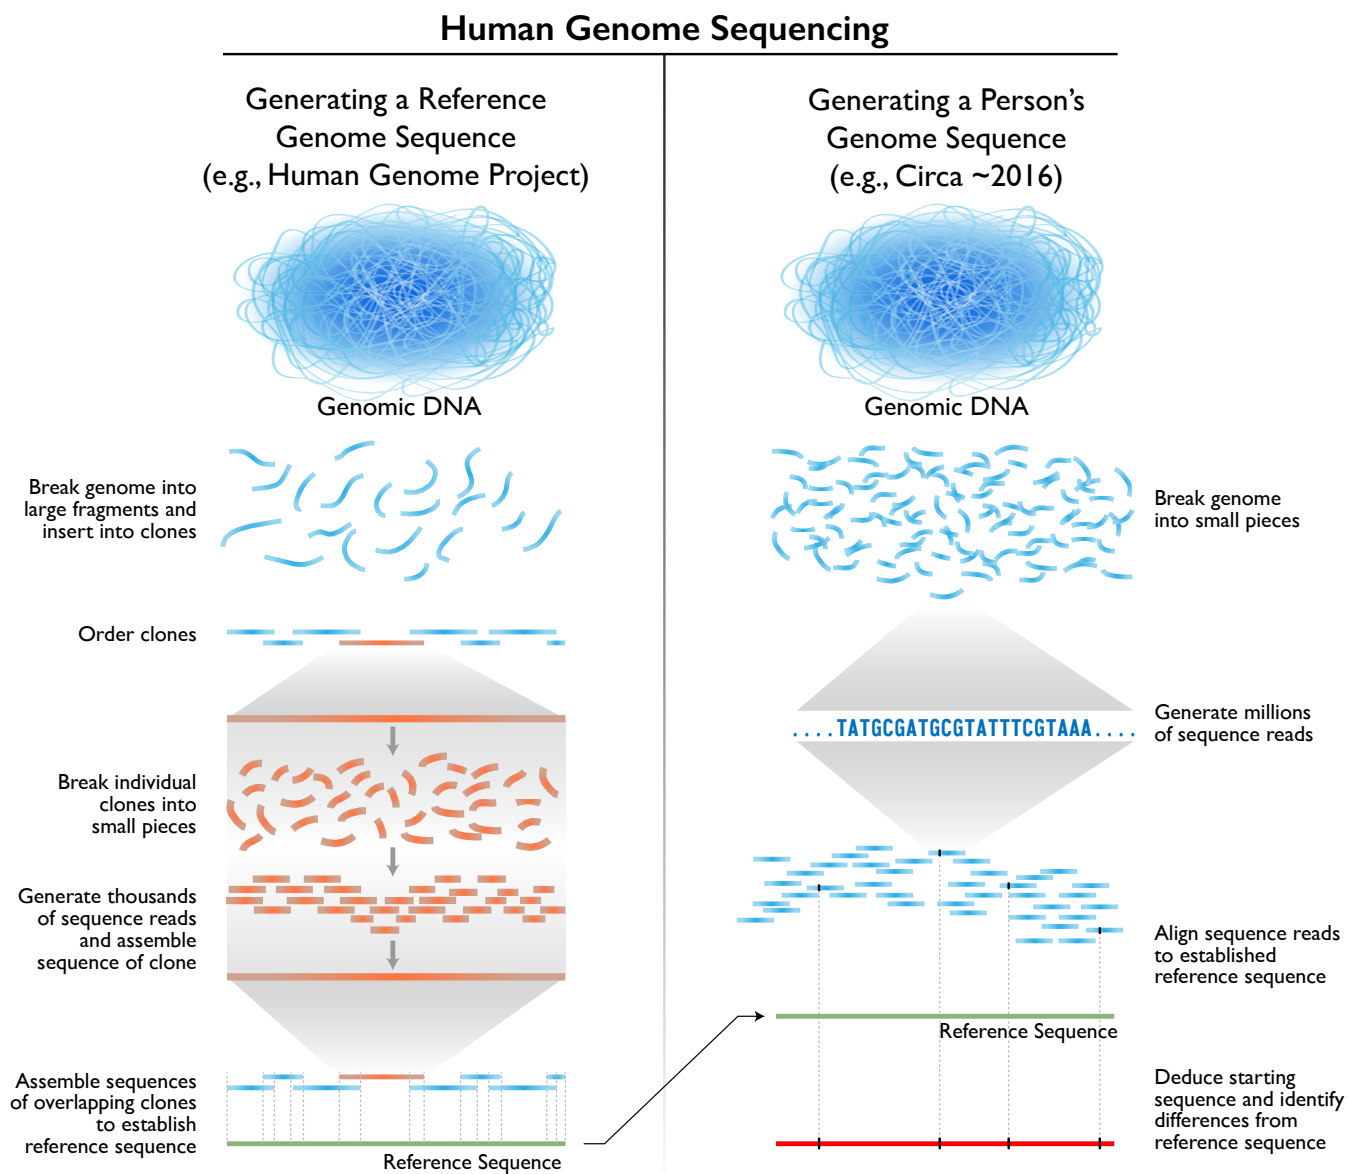 Human Genome Sequencing
Generating a Reference
Genome Sequence
(e.g., Human Genome Project)
Genomic DNA
Break genome into
large fragments and
insert into clones
Order clones
Break individual
clones into
small pieces
Generate thousands
of sequence reads
and assemble
sequence of clone
Assemble sequences
of overlapping clones
to establish
reference sequence
Reference Sequence
Generating a Person's
Genome Sequence
(e.g., Circa ~2016)
Genomic DNA
Break genome
into small pieces
....TATGCGATGCGTATTTCGTAAA....
Generate millions
of sequence reads
Align sequence reads
to established
reference sequence
Reference Sequence
Deduce starting
sequence and identify
differences from
reference sequence